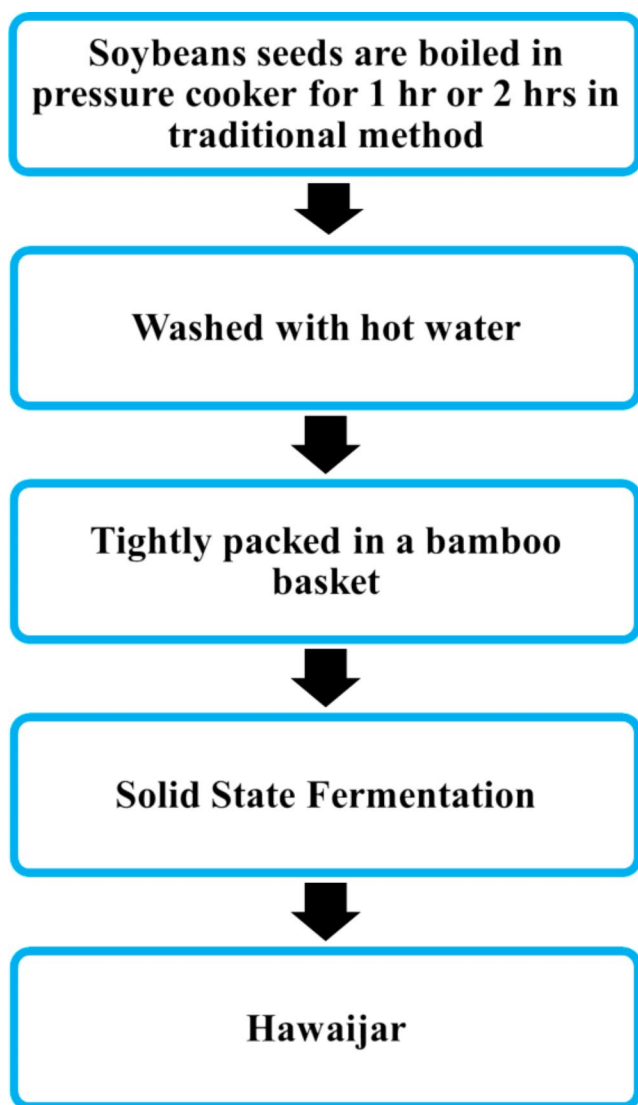 Soybeans seeds are boiled in
pressure cooker for 1 hr or 2 hrs in
traditional method
Washed with hot water
Tightly packed in a bamboo
basket
Solid State Fermentation
Hawaijar